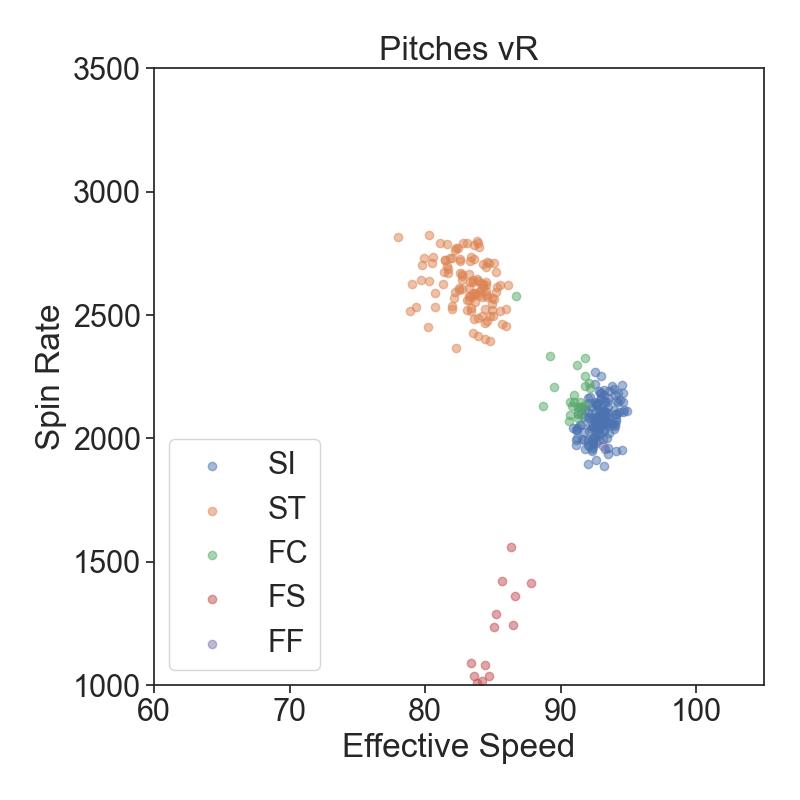 Pitches vR
3500
3000
2500
2000
1500
1000
Spin Rate
SI
ST
FC
FS
FF
60 70 80 90 100
Effective Speed